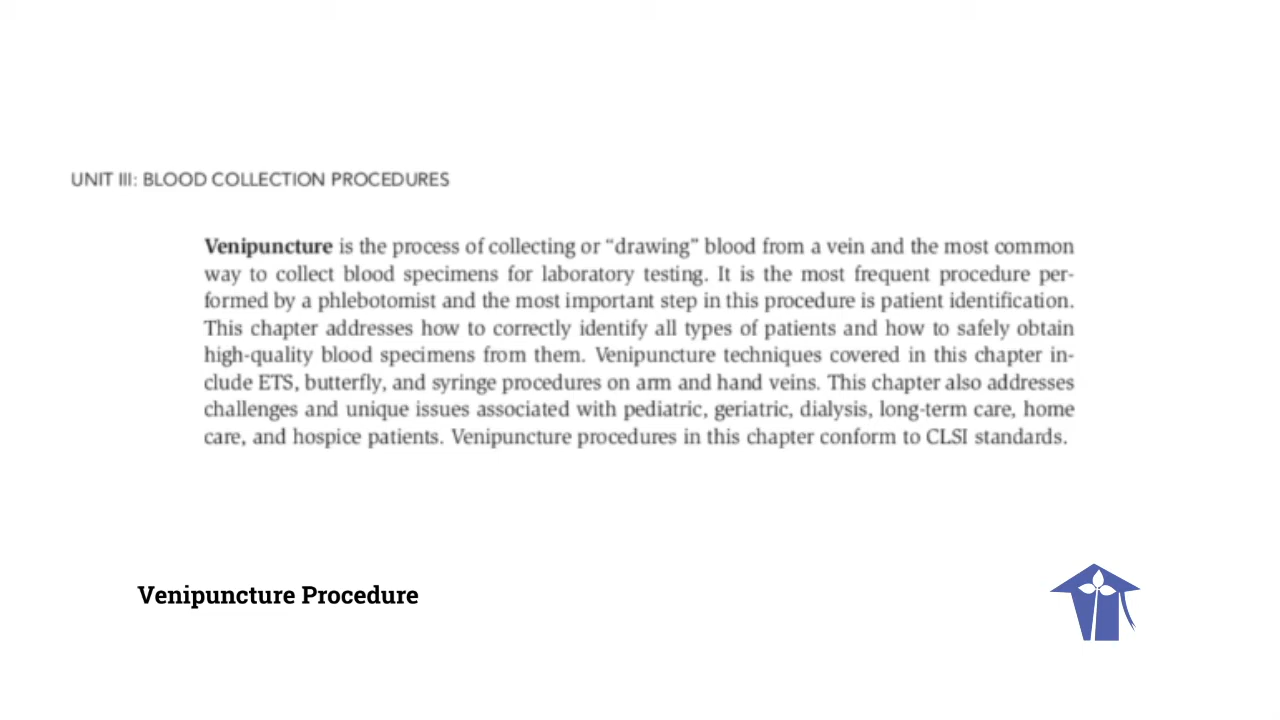 UNIT III: BLOOD COLLECTION PROCEDURES
Venipuncture is the process of collecting or “drawing” blood from a vein and the most common
way to collect blood specimens for laboratory testing. It is the most frequent procedure per-
formed by a phlebotomist and the most important step in this procedure is patient identification.
This chapter addresses how to correctly identify all types of patients and how to safely obtain
high-quality blood specimens from them. Venipuncture techniques covered in this chapter in-
clude ETS, butterfly, and syringe procedures on arm and hand veins. This chapter also addresses
challenges and unique issues associated with pediatric, geriatric, dialysis, long-term care, home
care, and hospice patients. Venipuncture procedures in this chapter conform to CLSI standards.
Venipuncture Procedure